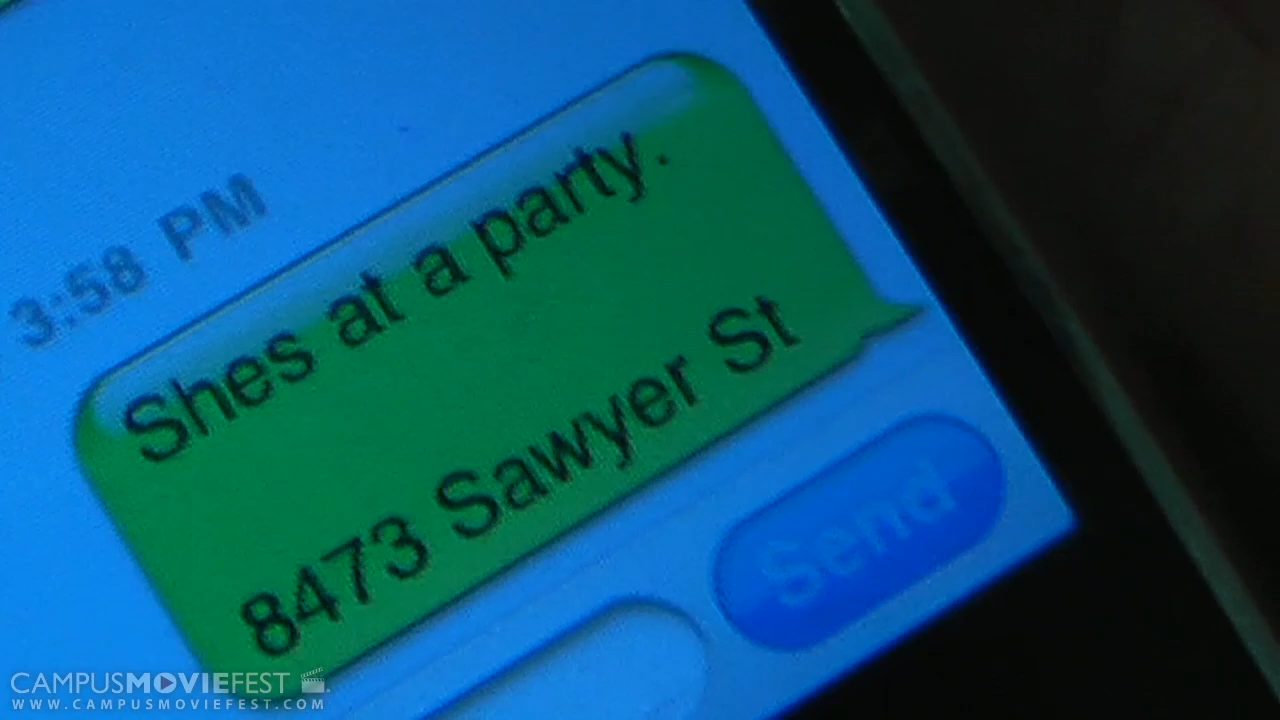 3:58 PM
Shes at a party.
8473 Sawyer St
Send
CAMPUSMOVIEFEST
WWW.CAMPUSMOVIEFEST.COM